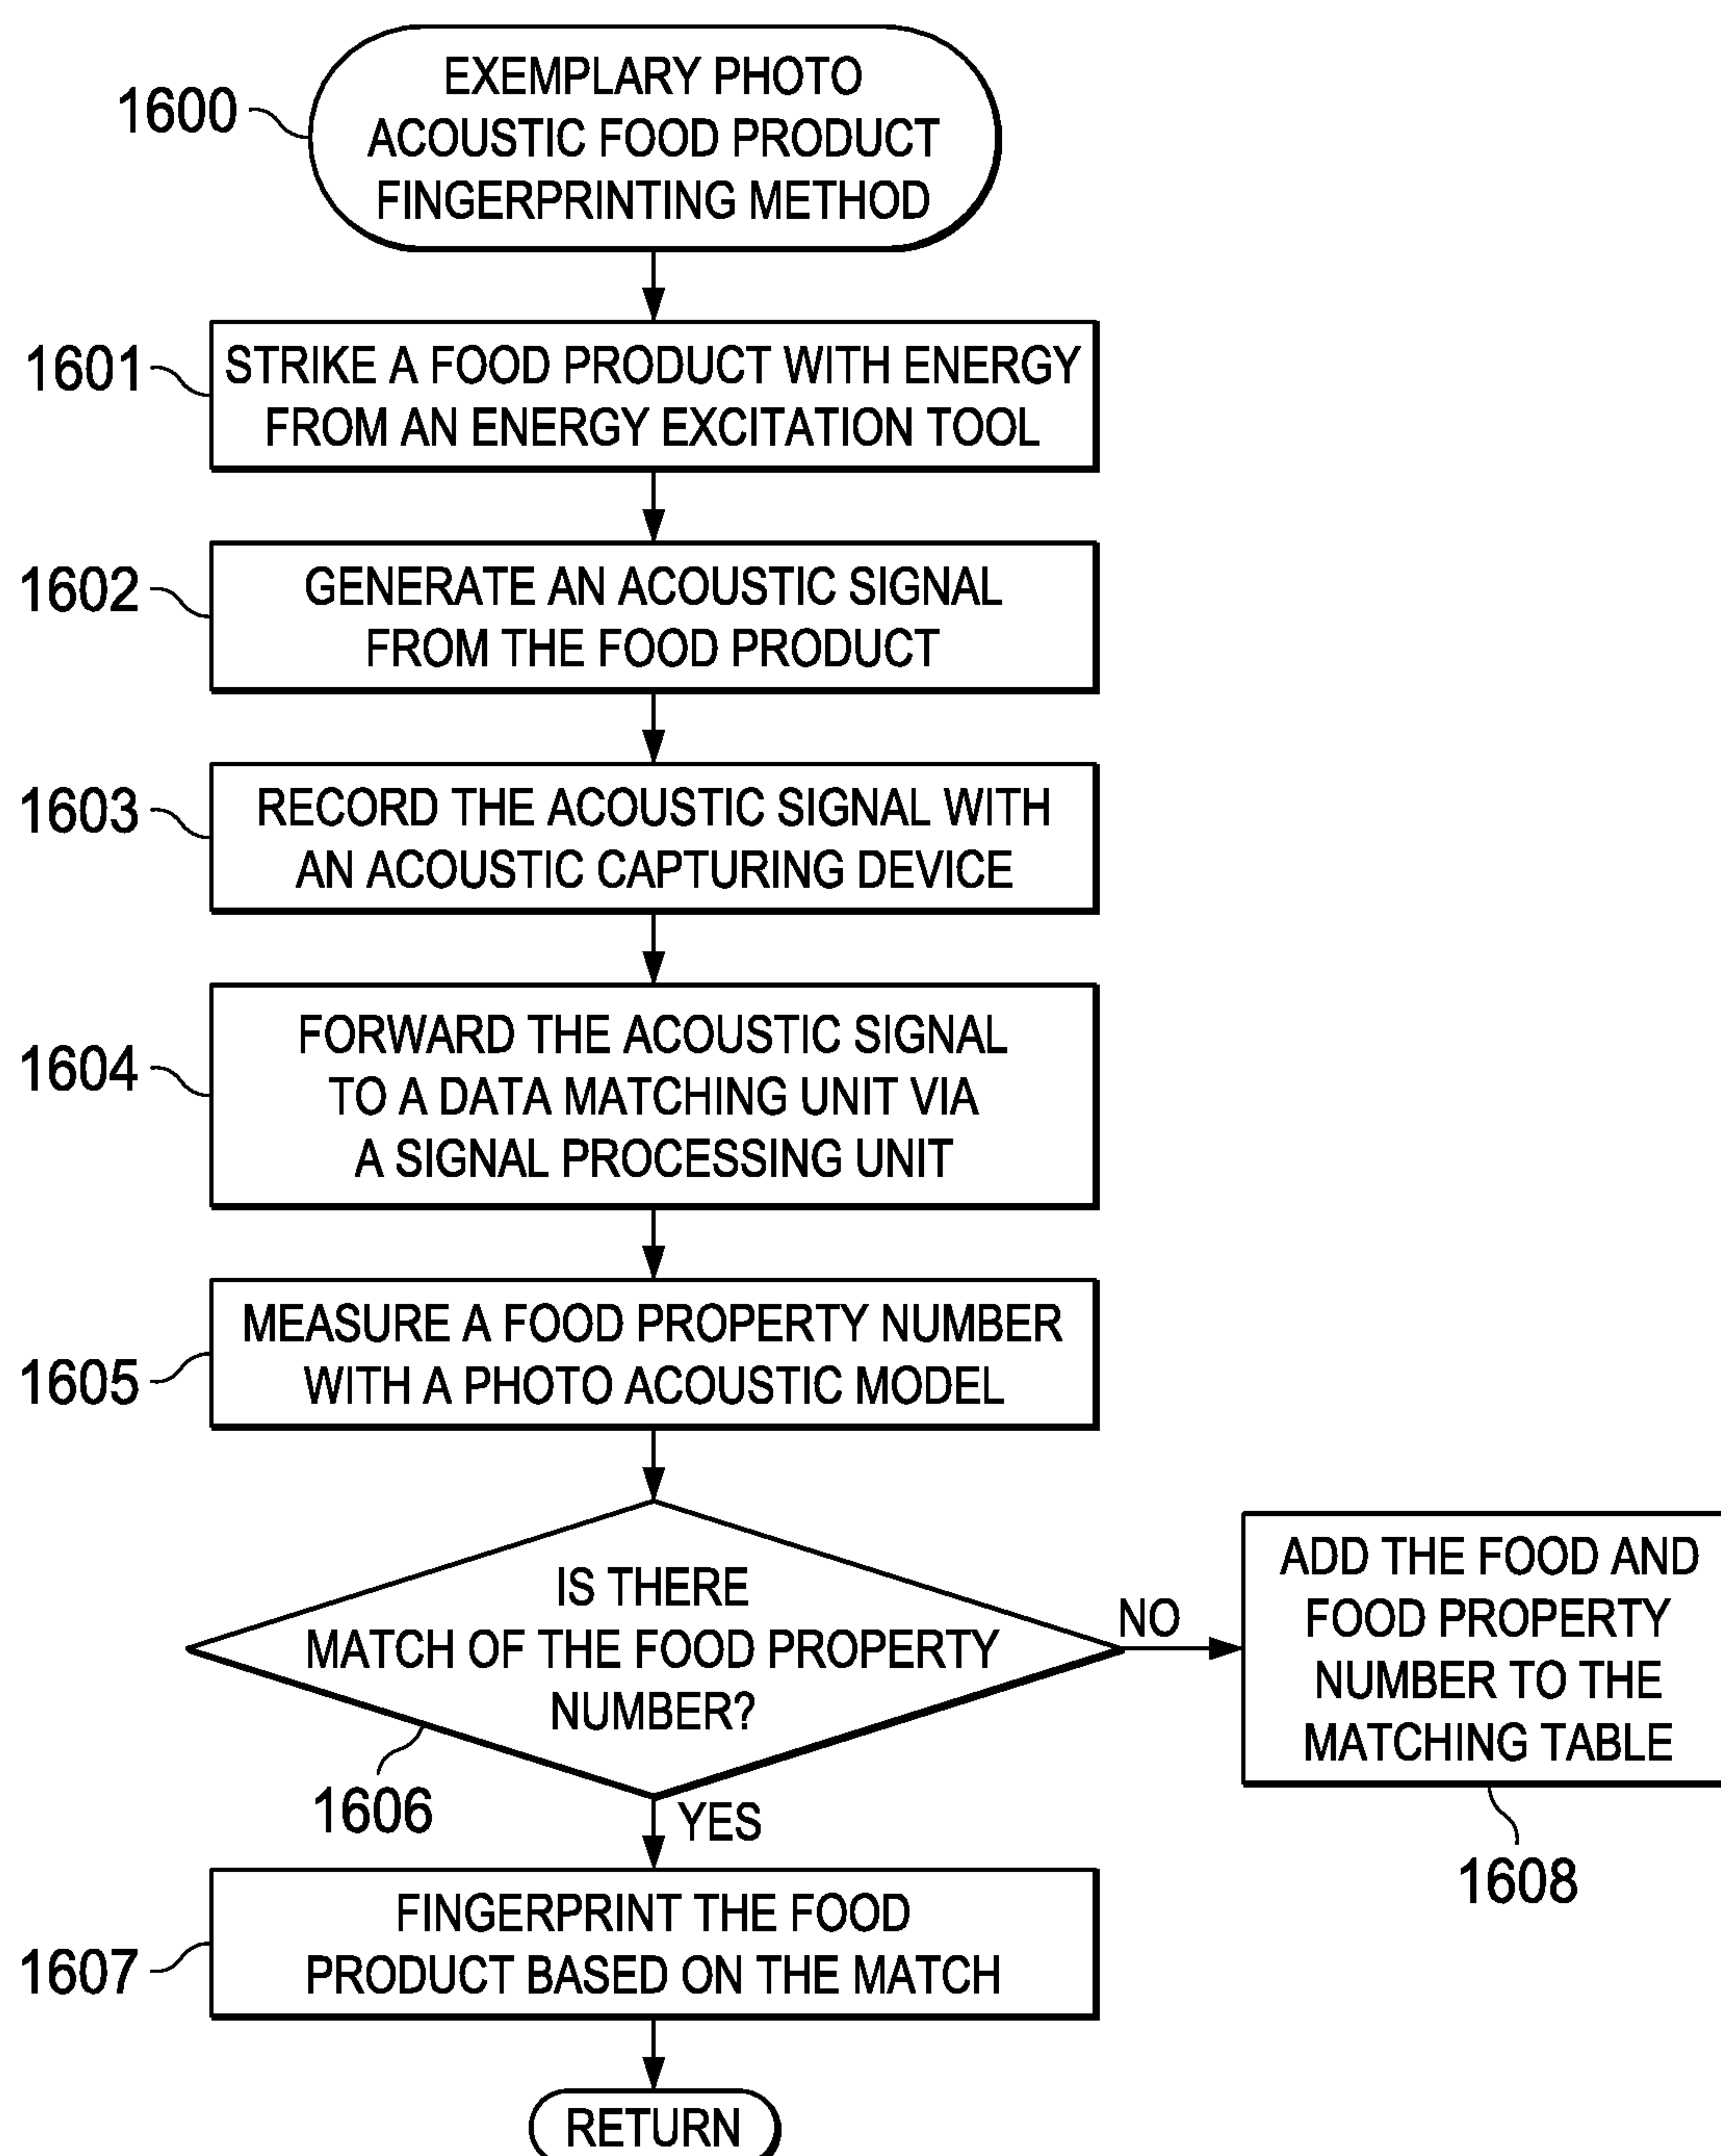 EXEMPLARY PHOTO
ACOUSTIC FOOD PRODUCT
FINGERPRINTING METHOD
1600
1601
STRIKE A FOOD PRODUCT WITH ENERGY
FROM AN ENERGY EXCITATION TOOL
1602
GENERATE AN ACOUSTIC SIGNAL
FROM THE FOOD PRODUCT
1603
RECORD THE ACOUSTIC SIGNAL WITH
AN ACOUSTIC CAPTURING DEVICE
1604
FORWARD THE ACOUSTIC SIGNAL
TO A DATA MATCHING UNIT VIA
A SIGNAL PROCESSING UNIT
1605
MEASURE A FOOD PROPERTY NUMBER
WITH A PHOTO ACOUSTIC MODEL
IS THERE
MATCH OF THE FOOD PROPERTY
NUMBER?
1606
NO
ADD THE FOOD AND
FOOD PROPERTY
NUMBER TO THE
MATCHING TABLE
1608
YES
1607
FINGERPRINT THE FOOD
PRODUCT BASED ON THE MATCH
RETURN